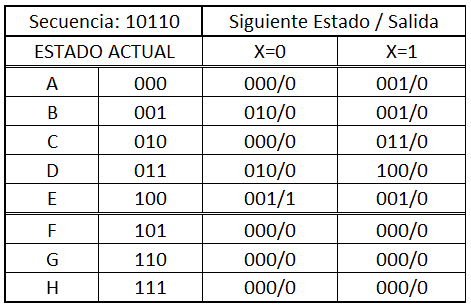 Secuencia: 10110 Siguiente Estado / Salida
ESTADO ACTUAL X=0 X=1
A 000 000/0 001/0
B 001 010/0 001/0
C 010 000/0 011/0
D 011 010/0 100/0
E 100 001/1 001/0
F 101 000/0 000/0
G 110 000/0 000/0
H 111 000/0 000/0